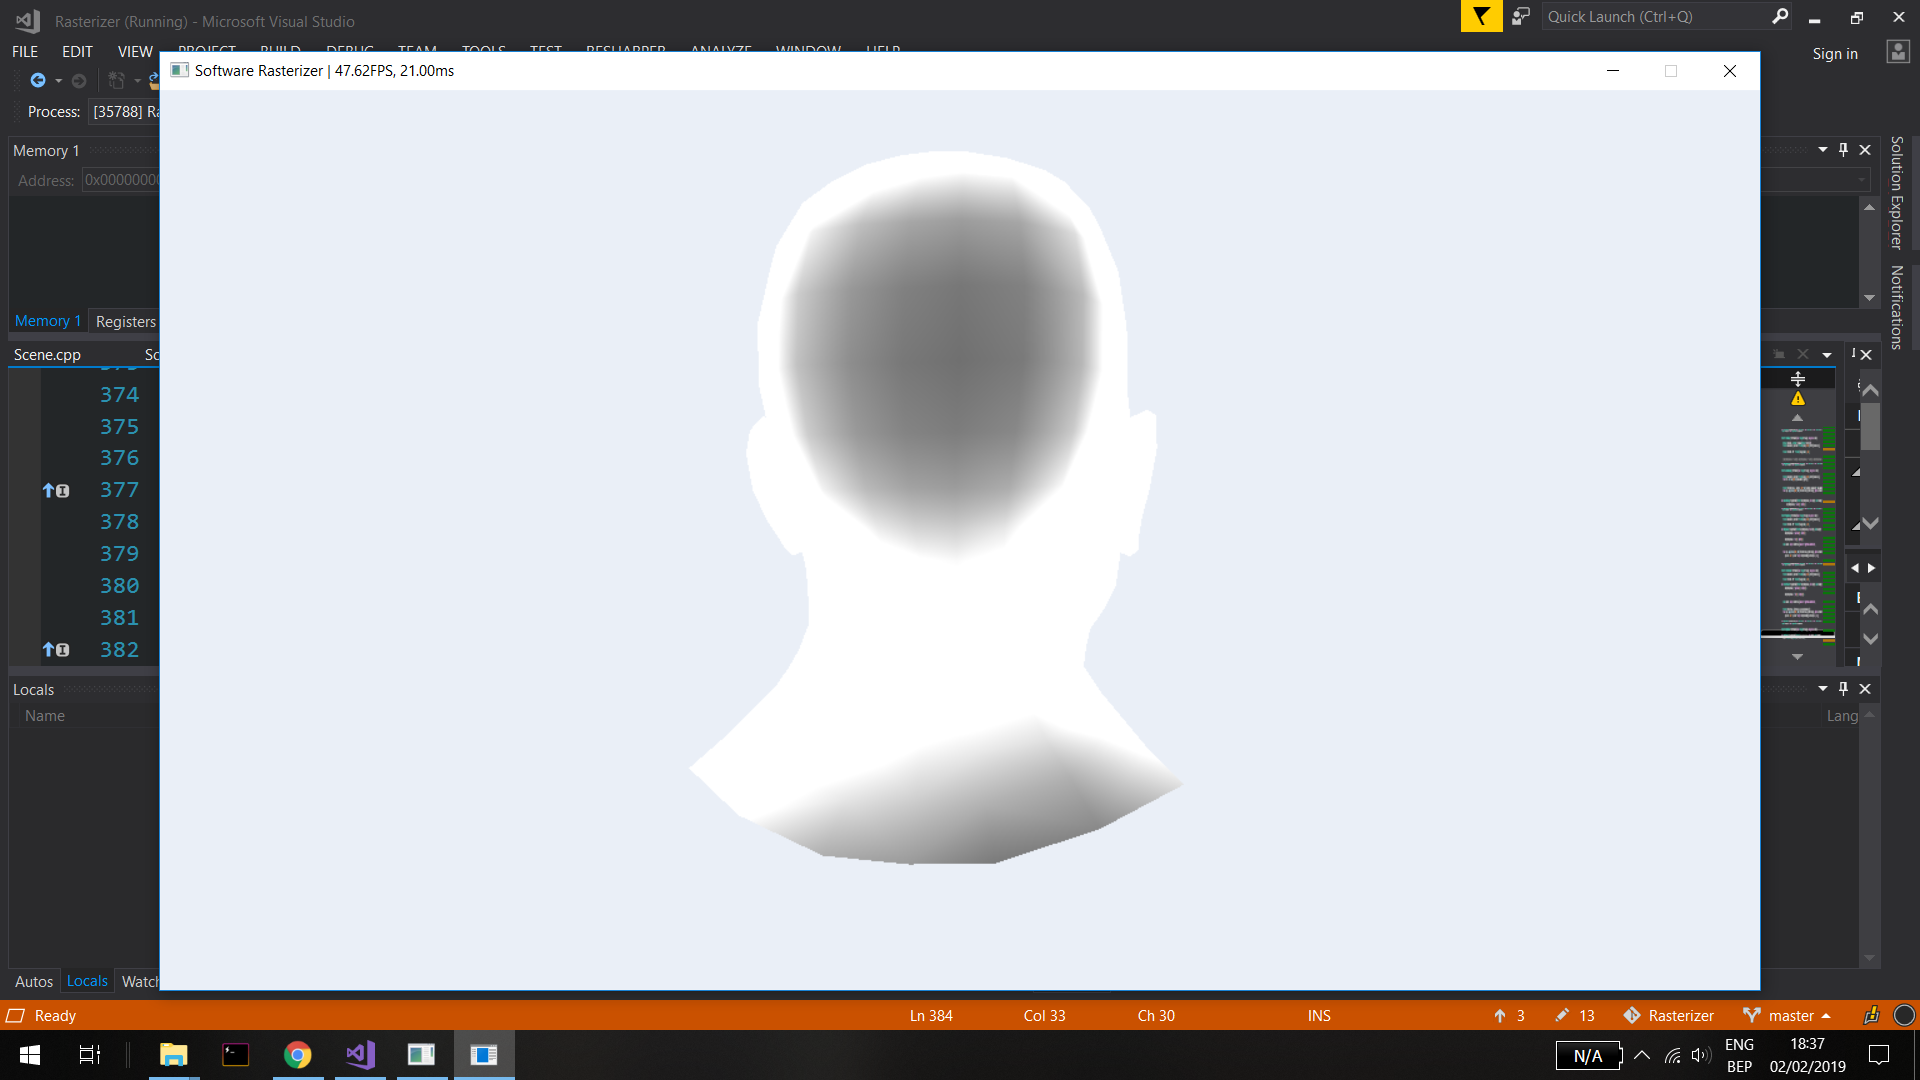 Rasterizer (Running) - Microsoft Visual Studio
Quick Launch (Ctrl+Q)
FILE EDIT VIEW PROJECT BUILD DEBUG TEAM TOOLS TEST RESHARPER ANALYZE WINDOW HELP
Sign in
Software Rasterizer | 47.62FPS, 21.00ms
Process: [35788] Ra
Memory 1
Address: 0x00000000
Solution Explorer
Notifications
Memory 1 Registers
Scene.cpp Sc
374
375
376
377
378
379
380
381
382
Locals
Name
Lang
Autos Locals Watch
Ready Ln 384 Col 33 Ch 30 INS 3 13 Rasterizer master
N/A ENG 18:37
BEP 02/02/2019